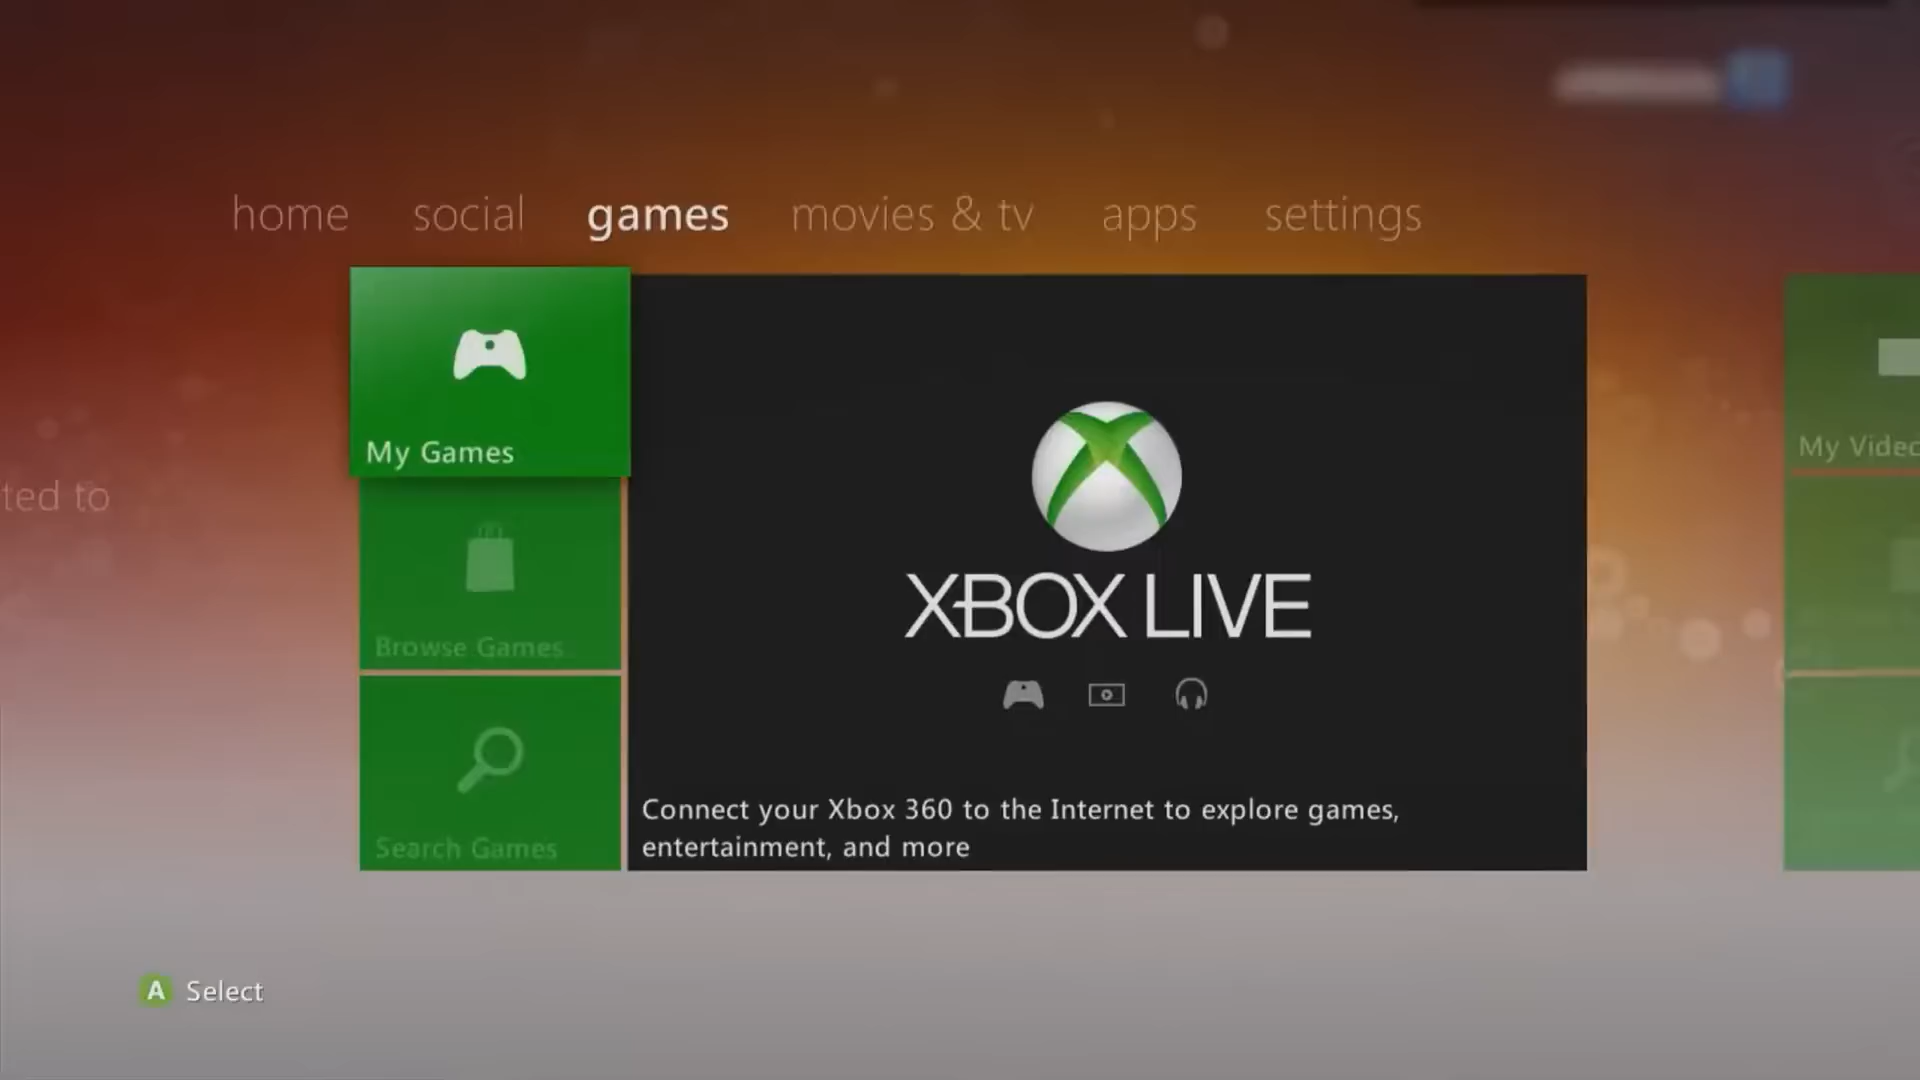 home social games movies & tv apps settings
My Games
My Videc
ted to
Browse Games
Search Games
XBOX LIVE
Connect your Xbox 360 to the Internet to explore games,
entertainment, and more
A Select